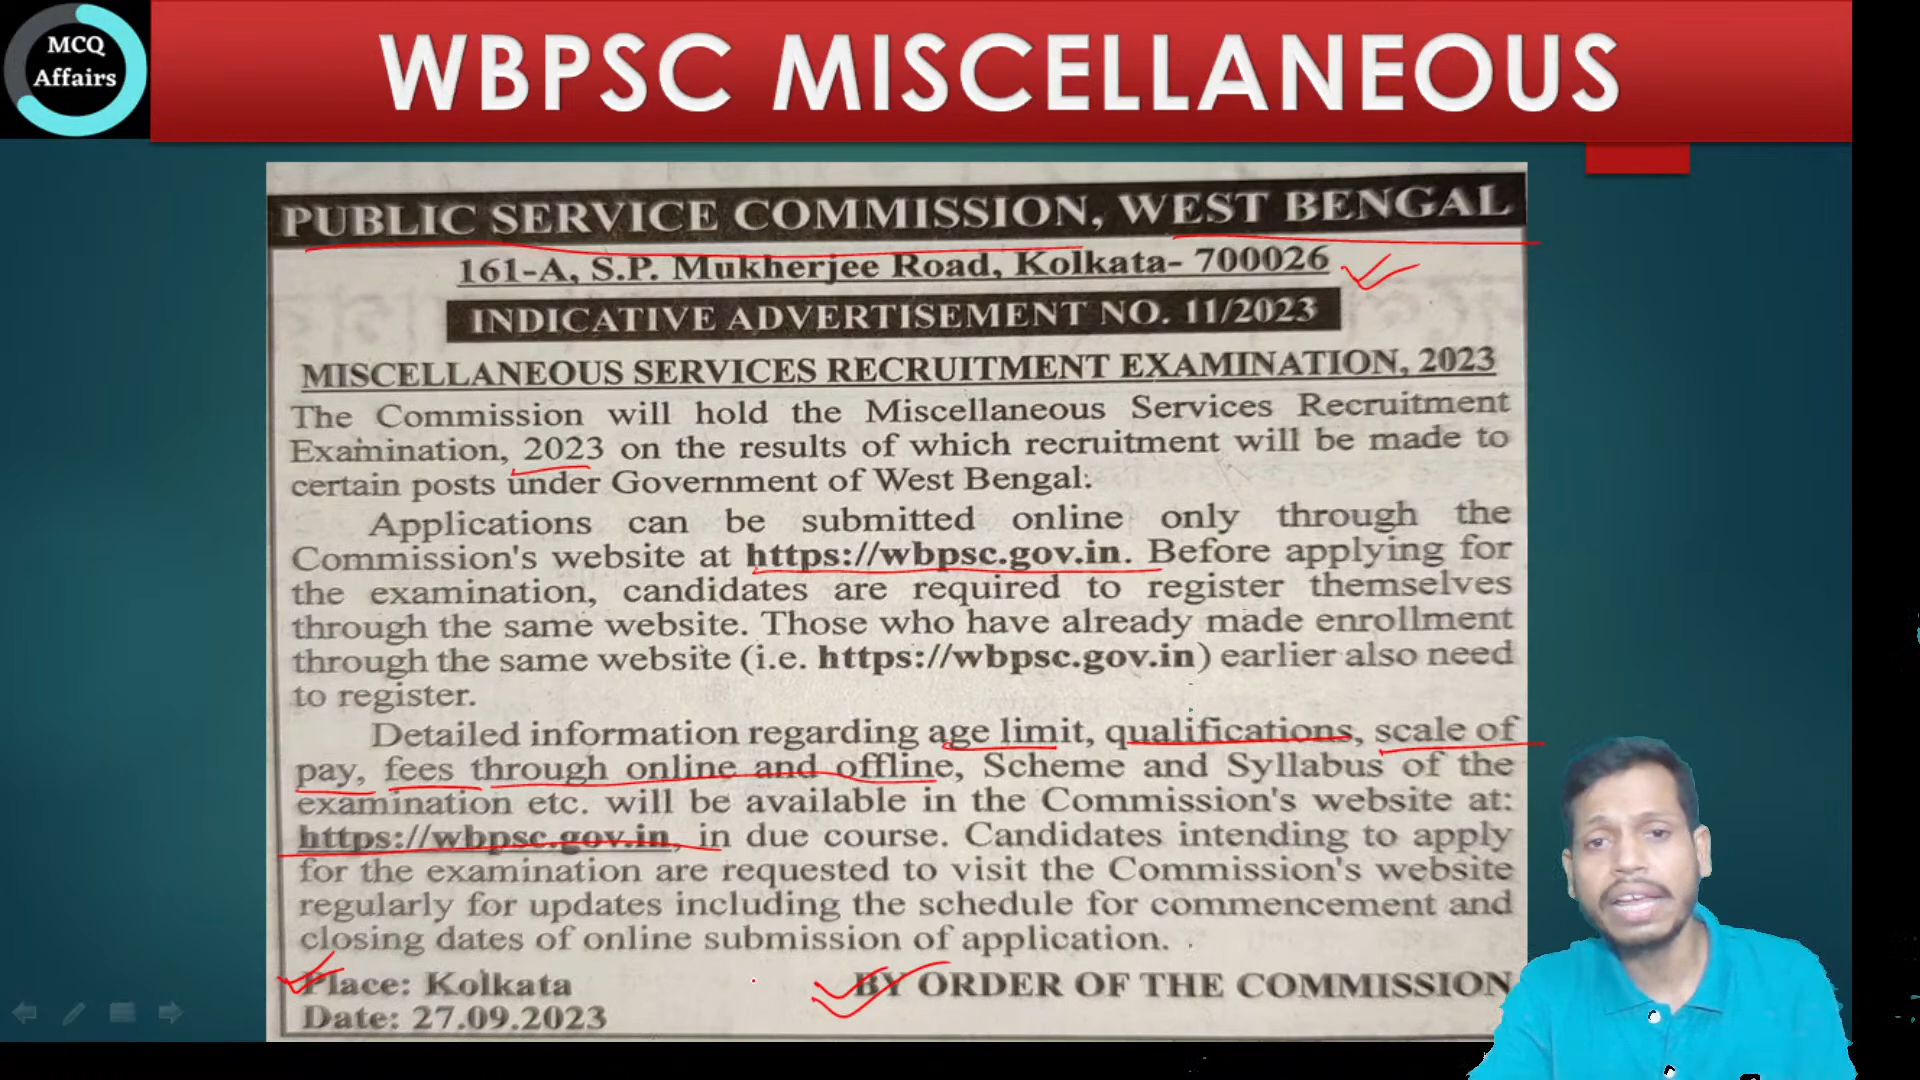 MCQ
Affairs
WBPSC MISCELLANEOUS
PUBLIC SERVICE COMMISSION, WEST BENGAL
161-A, S.P. Mukherjee Road, Kolkata- 700026
INDICATIVE ADVERTISEMENT NO. 11/2023
MISCELLANEOUS SERVICES RECRUITMENT EXAMINATION, 2023
The Commission will hold the Miscellaneous Services Recruitment
Examination, 2023 on the results of which recruitment will be made to
certain posts under Government of West Bengal.
Applications can be submitted online only through the
Commission's website at https://wbpsc.gov.in. Before applying for
the examination, candidates are required to register themselves
through the same website. Those who have already made enrollment
through the same website (i.e. https://wbpsc.gov.in) earlier also need
to register.
Detailed information regarding age limit, qualifications, scale of
pay, fees through online and offline, Scheme and Syllabus of the
examination etc. will be available in the Commission's website at:
https://wbpsc.gov.in, in due course. Candidates intending to apply
for the examination are requested to visit the Commission's website
regularly for updates including the schedule for commencement and
closing dates of online submission of application.
Place: Kolkata
BY ORDER OF THE COMMISSION
Date: 27.09.2023